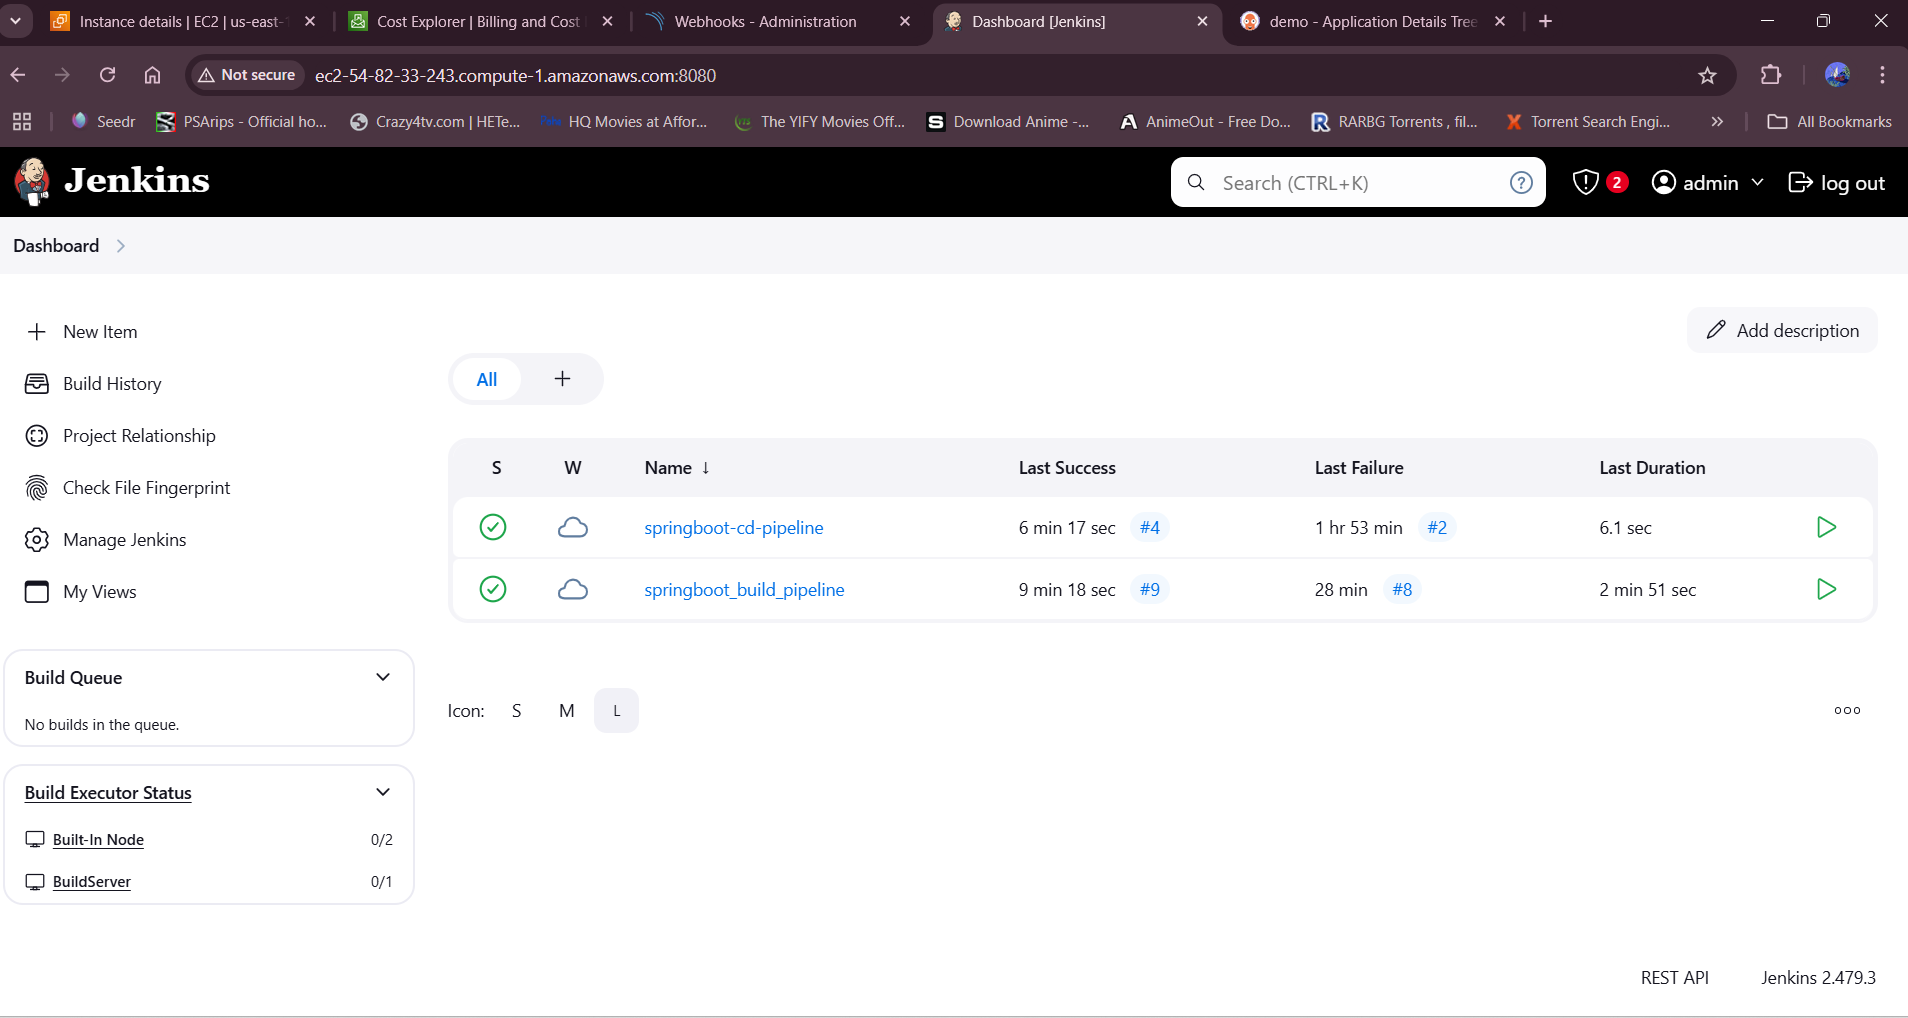 Instance details | EC2 | us-east-
Cost Explorer | Billing and Cost
Webhooks - Administration
Dashboard [Jenkins]
demo - Application Details Tree
Not secure
ec2-54-82-33-243.compute-1.amazonaws.com:8080
Seedr
PSArips - Official ho...
Crazy4tv.com | HETe...
HQ Movies at Affor...
The YIFY Movies Off...
S
Download Anime -...
AnimeOut - Free Do...
RARBG Torrents , fil...
Torrent Search Engi...
All Bookmarks
Jenkins
Search (CTRL+K)
2
admin
log out
Dashboard
New Item
Build History
Project Relationship
Check File Fingerprint
Manage Jenkins
My Views
Add description
All
S W Name ↓ Last Success Last Failure Last Duration
springboot-cd-pipeline 6 min 17 sec #4 1 hr 53 min #2 6.1 sec
springboot_build_pipeline 9 min 18 sec #9 28 min #8 2 min 51 sec
Icon: S M L
Build Queue
No builds in the queue.
Build Executor Status
Built-In Node 0/2
BuildServer 0/1
REST API
Jenkins 2.479.3